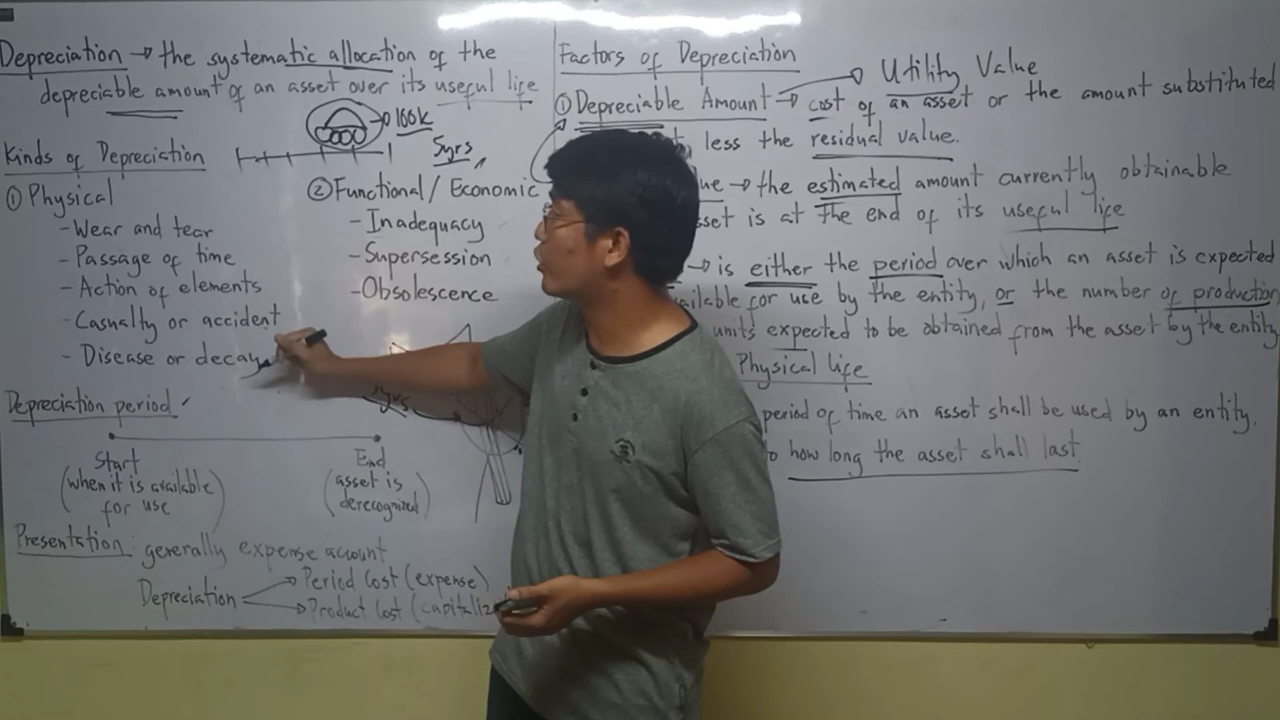 Depreciation → the systematic allocation of the
depreciable amount of an asset over its useful life
100k
5yrs
Kinds of Depreciation
① Physical
- Wear and tear
- Passage of time
- Action of elements
- Casualty or accident
- Disease or decay
② Functional / Economic
- Inadequacy
- Supersession
- Obsolescence
Depreciation period
Start
(when it is available
for use)
End
(asset is
derecognized)
Presentation: generally expense account
Depreciation
→ Period Cost (expense)
→ Product Cost (capitaliz
Factors of Depreciation
→ Utility Value
① Depreciable Amount → cost of an asset or the amount substituted
less the residual value.
ue → the estimated amount currently obtainable
sset is at the end of its useful life
→ is either the period over which an asset is expected
ailable for use by the entity, or the number of production
units expected to be obtained from the asset by the entity
Physical life
period of time an asset shall be used by an entity.
o how long the asset shall last.